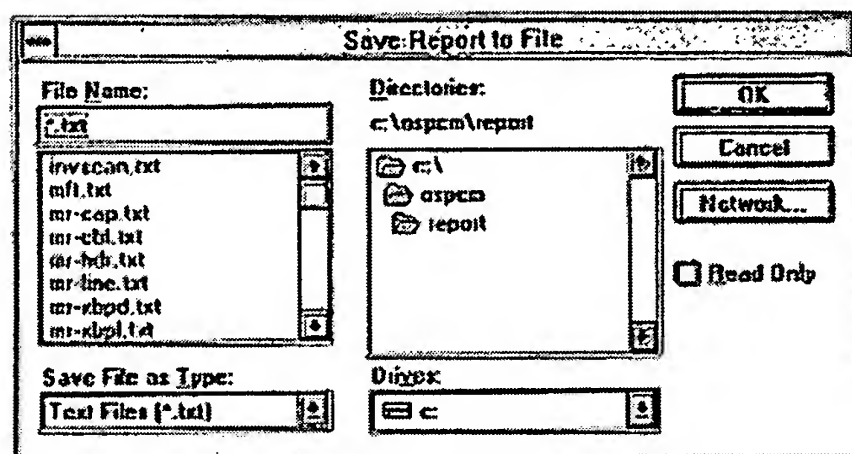 Save Report to File
File Name:
*.txt
invscan.txt
mfl.txt
mr-cap.txt
mr-cbl.txt
mr-hdr.txt
mr-line.txt
mr-xbpd.txt
mr-xbpl.txt
Save File as Type:
Text Files (*.txt)
Directories:
c:\ospcm\report
c:\
ospcm
report
Drives:
c:
OK
Cancel
Network...
Read Only